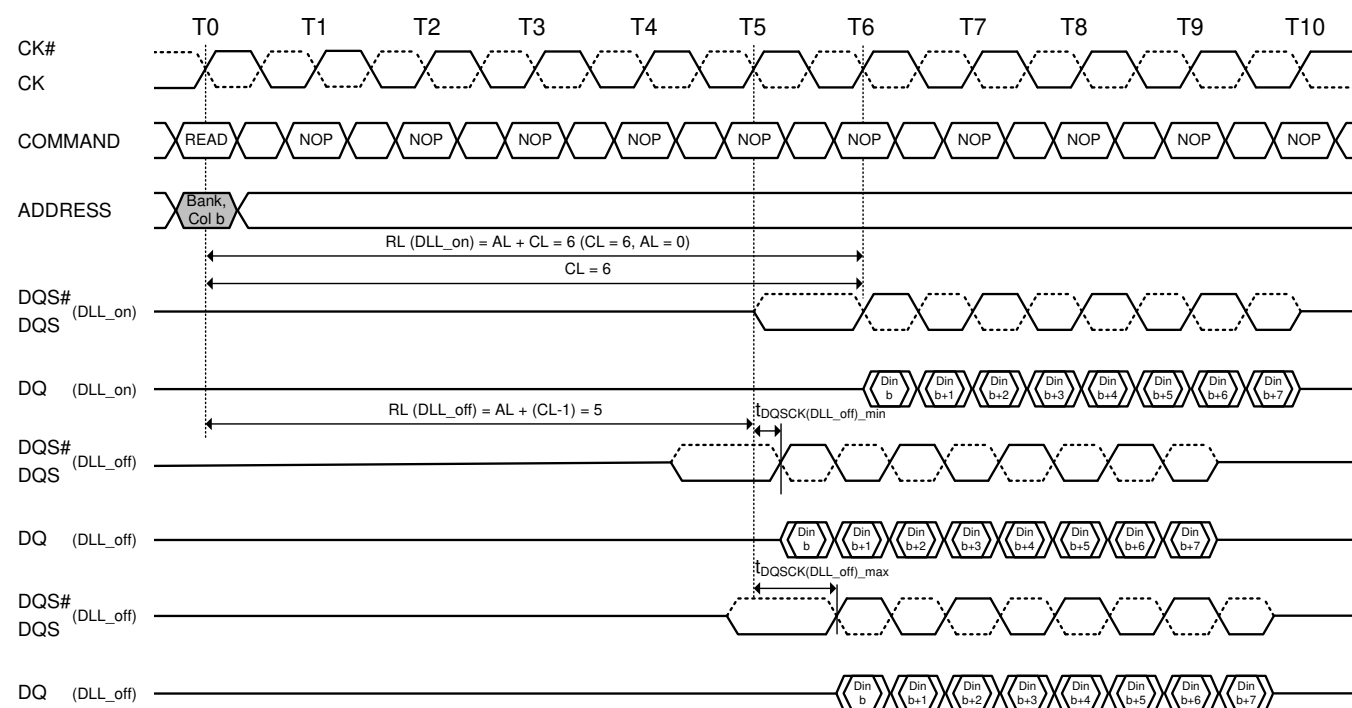 T0 T1 T2 T3 T4 T5 T6 T7 T8 T9 T10
CK#
CK
COMMAND READ NOP NOP NOP NOP NOP NOP NOP NOP NOP NOP
ADDRESS Bank, Col b
RL (DLL_on) = AL + CL = 6 (CL = 6, AL = 0)
CL = 6
DQS# (DLL_on)
DQS
DQ (DLL_on) Din b Din b+1 Din b+2 Din b+3 Din b+4 Din b+5 Din b+6 Din b+7
RL (DLL_off) = AL + (CL-1) = 5
tDQSCK(DLL_off)_min
DQS# (DLL_off)
DQS
DQ (DLL_off) Din b Din b+1 Din b+2 Din b+3 Din b+4 Din b+5 Din b+6 Din b+7
tDQSCK(DLL_off)_max
DQS# (DLL_off)
DQS
DQ (DLL_off) Din b Din b+1 Din b+2 Din b+3 Din b+4 Din b+5 Din b+6 Din b+7